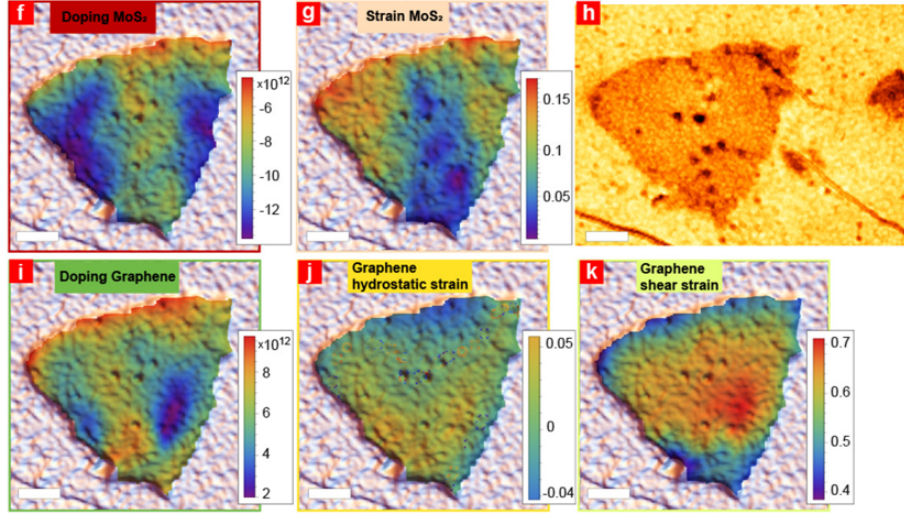 f
Doping MoS₂
x10¹²
-6
-8
-10
-12
g
Strain MoS₂
0.15
0.1
0.05
h
i
Doping Graphene
x10¹²
8
6
4
2
j
Graphene
hydrostatic strain
0.05
0
-0.04
k
Graphene
shear strain
0.7
0.6
0.5
0.4